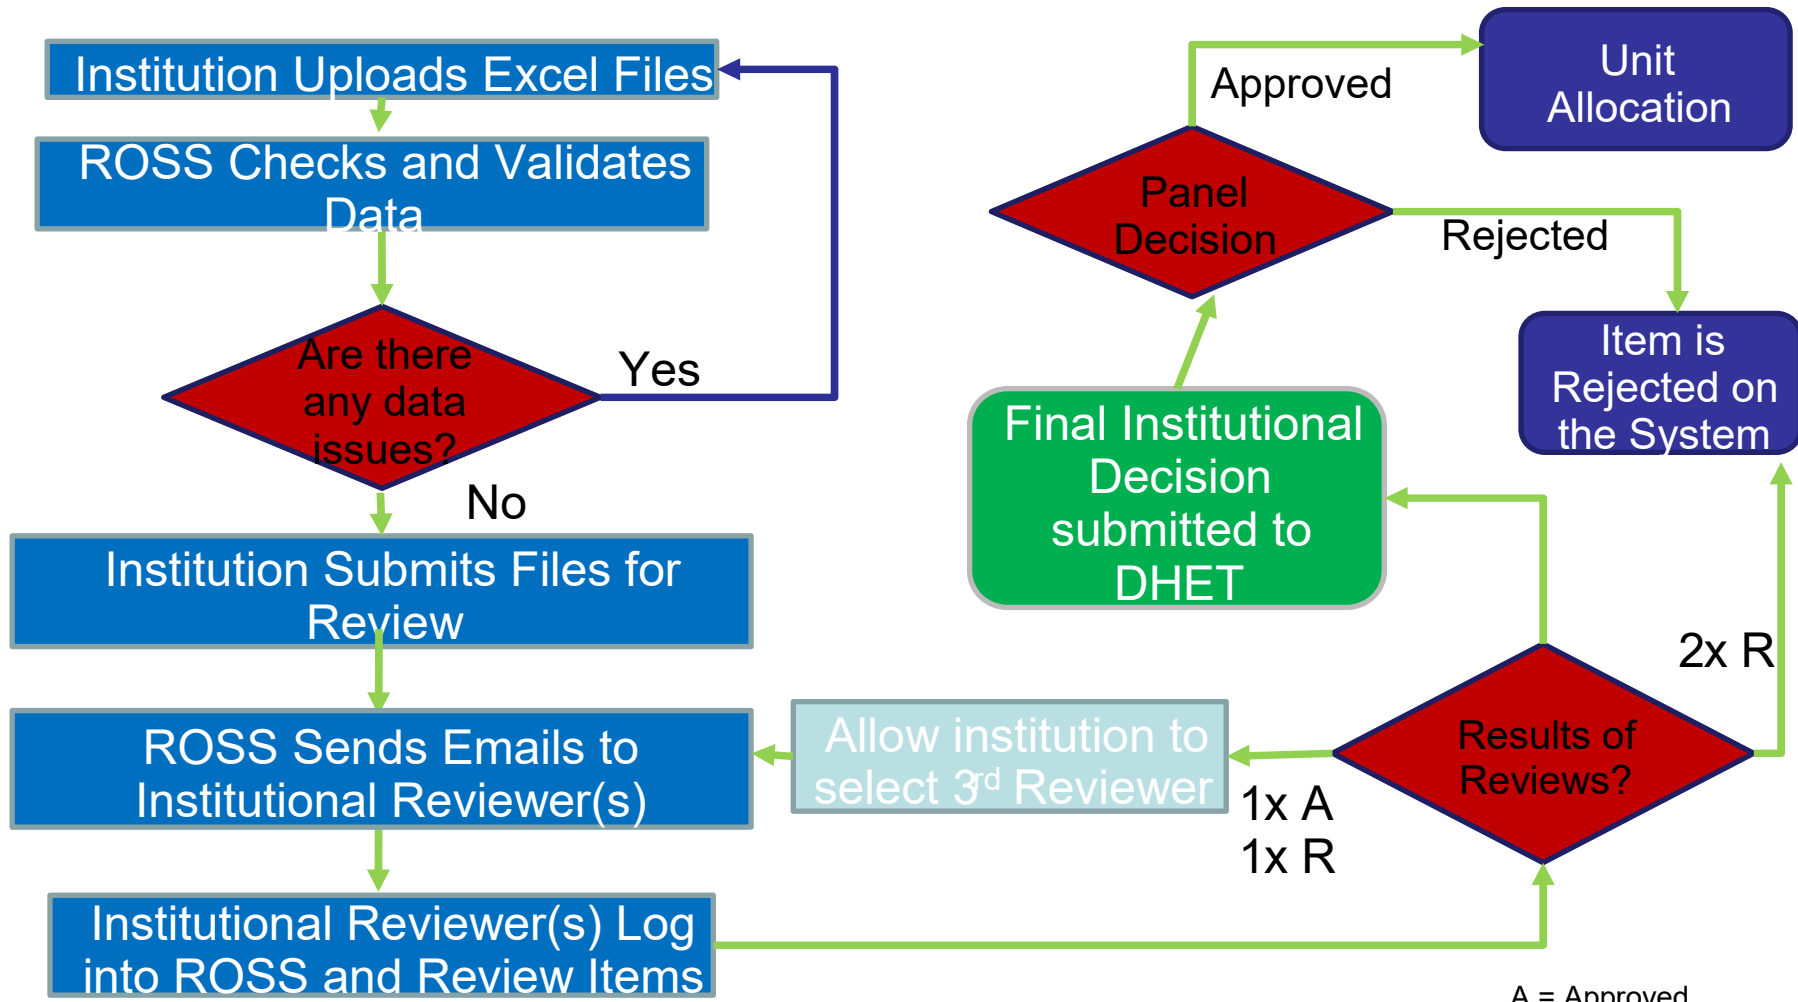 Institution Uploads Excel Files
ROSS Checks and Validates
Data
Are there
any data
issues?
Yes
No
Institution Submits Files for
Review
ROSS Sends Emails to
Institutional Reviewer(s)
Institutional Reviewer(s) Log
into ROSS and Review Items
Allow institution to
select 3rd Reviewer
1x A
1x R
Results of
Reviews?
2x R
Final Institutional
Decision
submitted to
DHET
Panel
Decision
Approved
Unit
Allocation
Rejected
Item is
Rejected on
the System
A = Approved